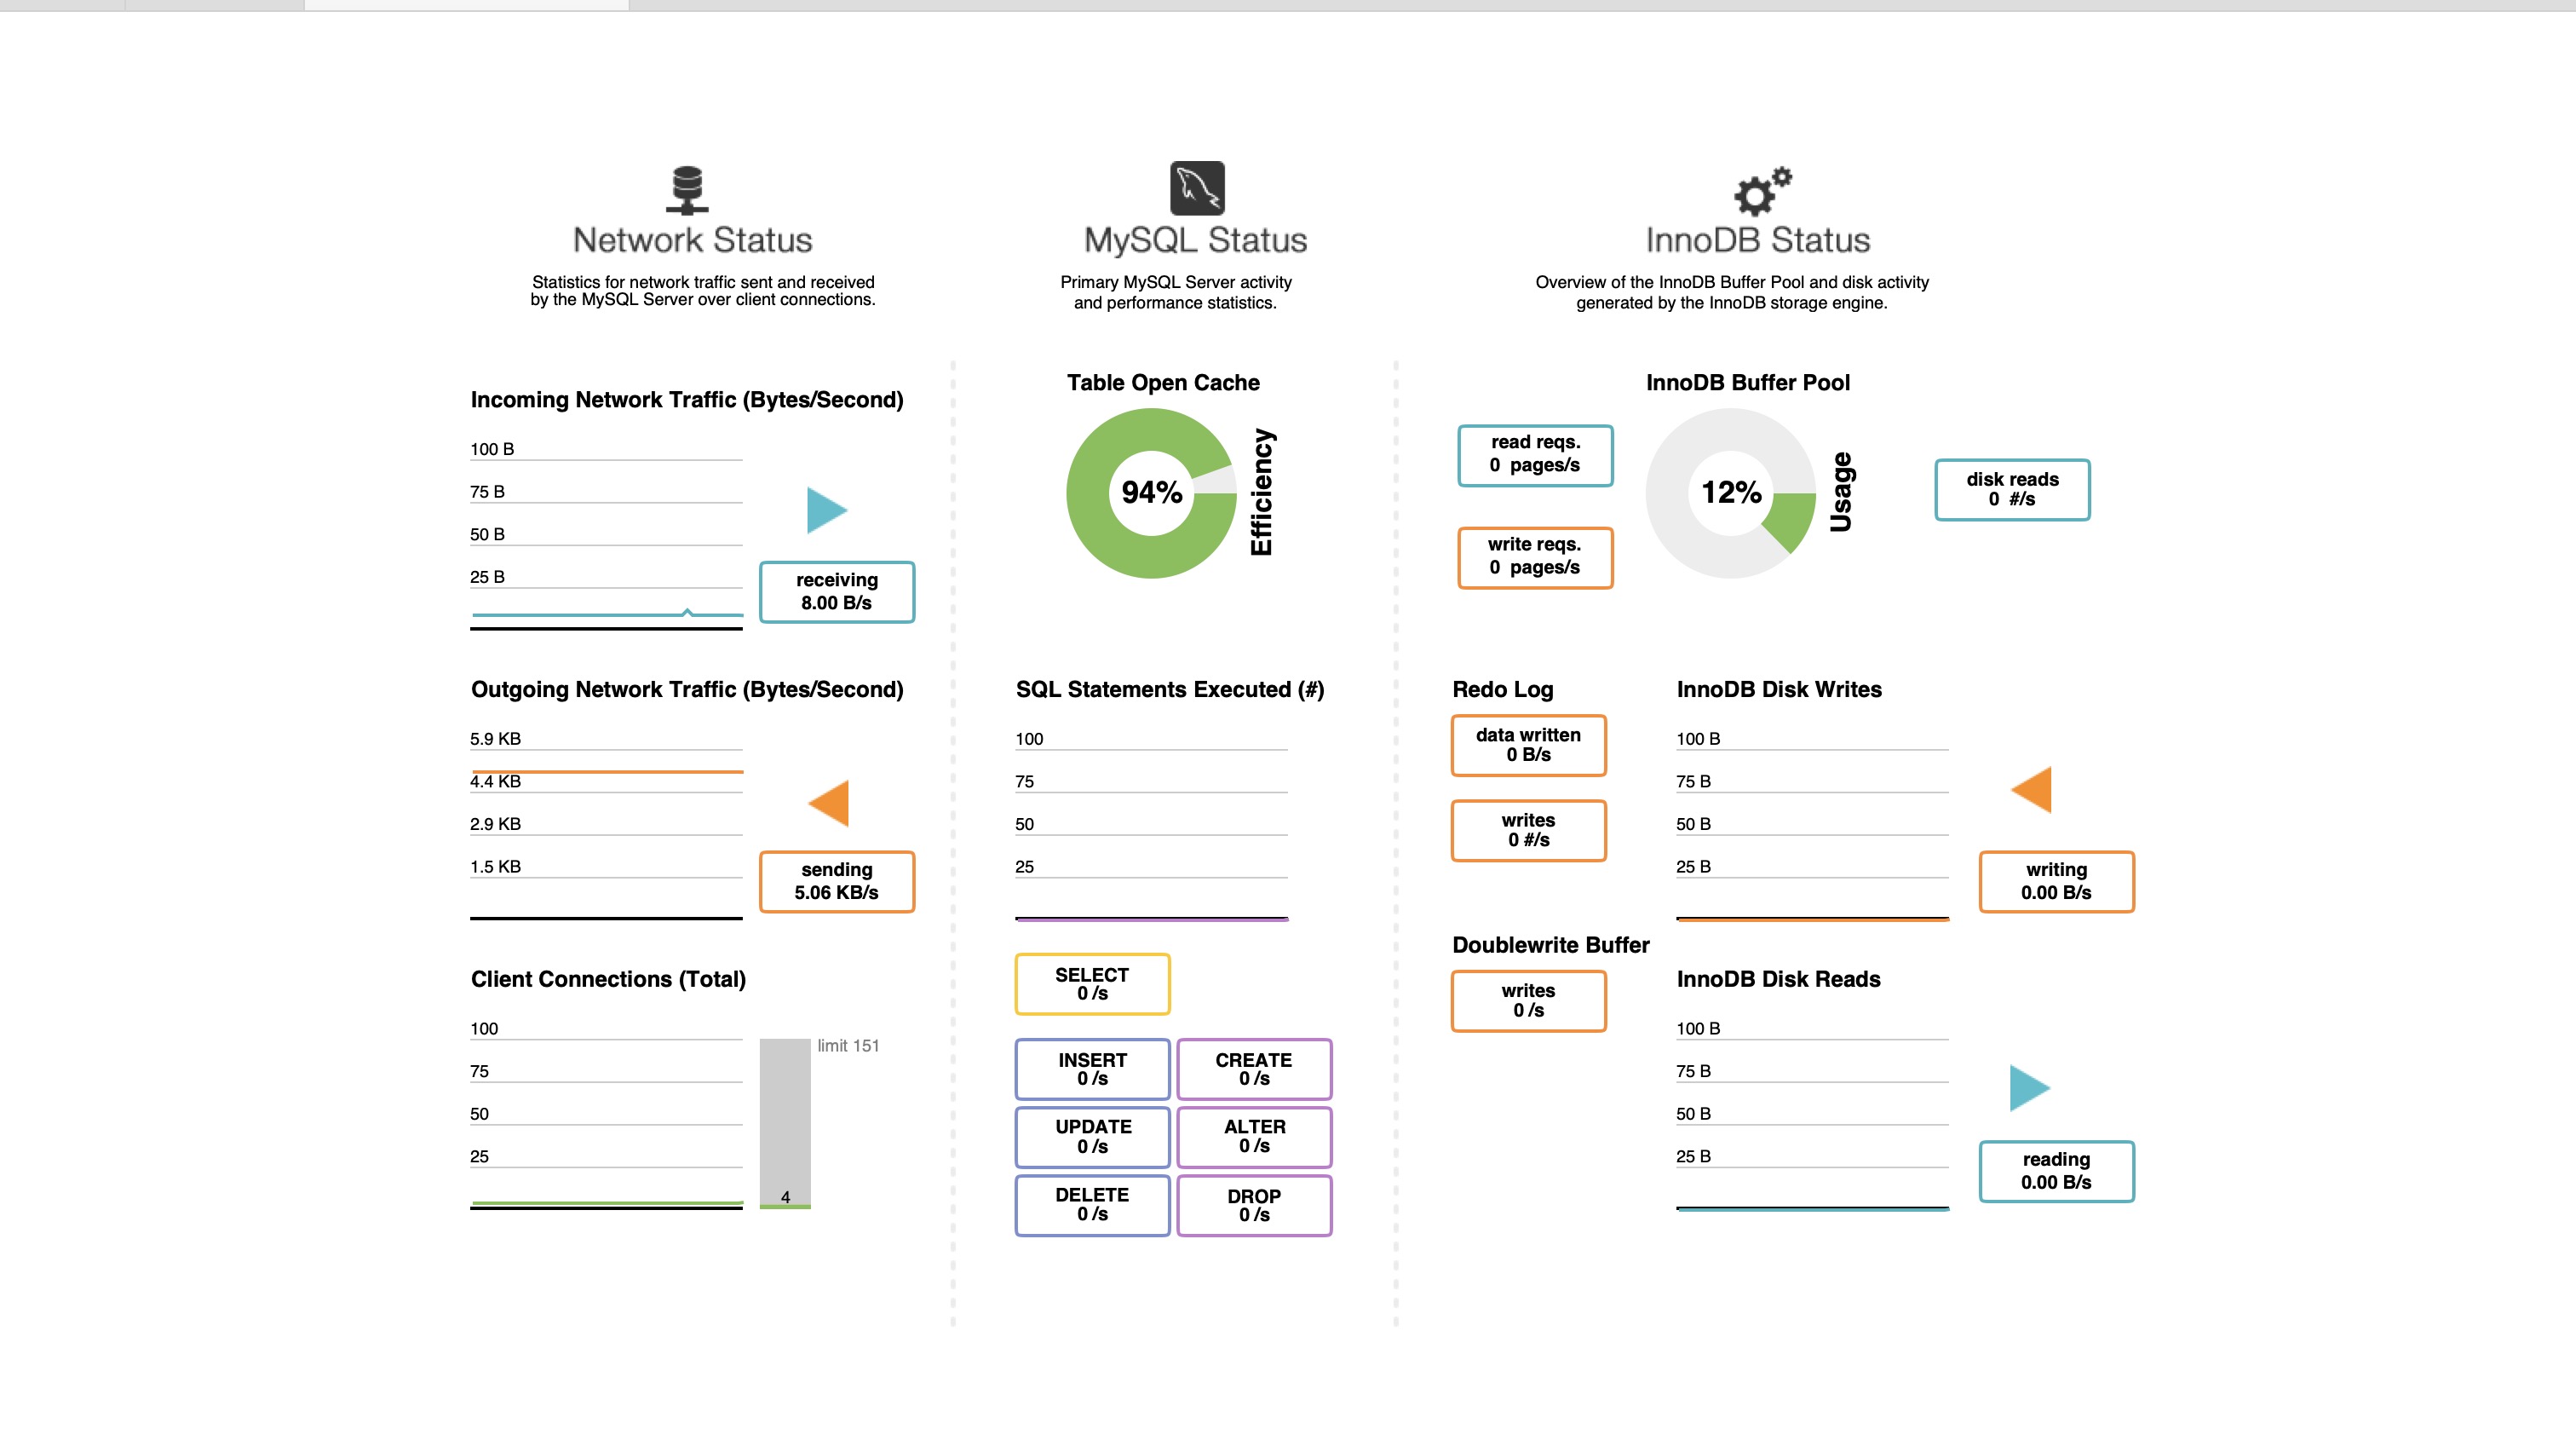 Network Status
Statistics for network traffic sent and received
by the MySQL Server over client connections.
Incoming Network Traffic (Bytes/Second)
100 B
75 B
50 B
25 B
receiving
8.00 B/s
Outgoing Network Traffic (Bytes/Second)
5.9 KB
4.4 KB
2.9 KB
1.5 KB
sending
5.06 KB/s
Client Connections (Total)
100
75
50
25
limit 151
4
MySQL Status
Primary MySQL Server activity
and performance statistics.
Table Open Cache
94%
Efficiency
SQL Statements Executed (#)
100
75
50
25
SELECT
0 /s
INSERT
0 /s
CREATE
0 /s
UPDATE
0 /s
ALTER
0 /s
DELETE
0 /s
DROP
0 /s
InnoDB Status
Overview of the InnoDB Buffer Pool and disk activity
generated by the InnoDB storage engine.
InnoDB Buffer Pool
read reqs.
0 pages/s
write reqs.
0 pages/s
12%
Usage
disk reads
0 #/s
Redo Log
data written
0 B/s
writes
0 #/s
Doublewrite Buffer
writes
0 /s
InnoDB Disk Writes
100 B
75 B
50 B
25 B
writing
0.00 B/s
InnoDB Disk Reads
100 B
75 B
50 B
25 B
reading
0.00 B/s